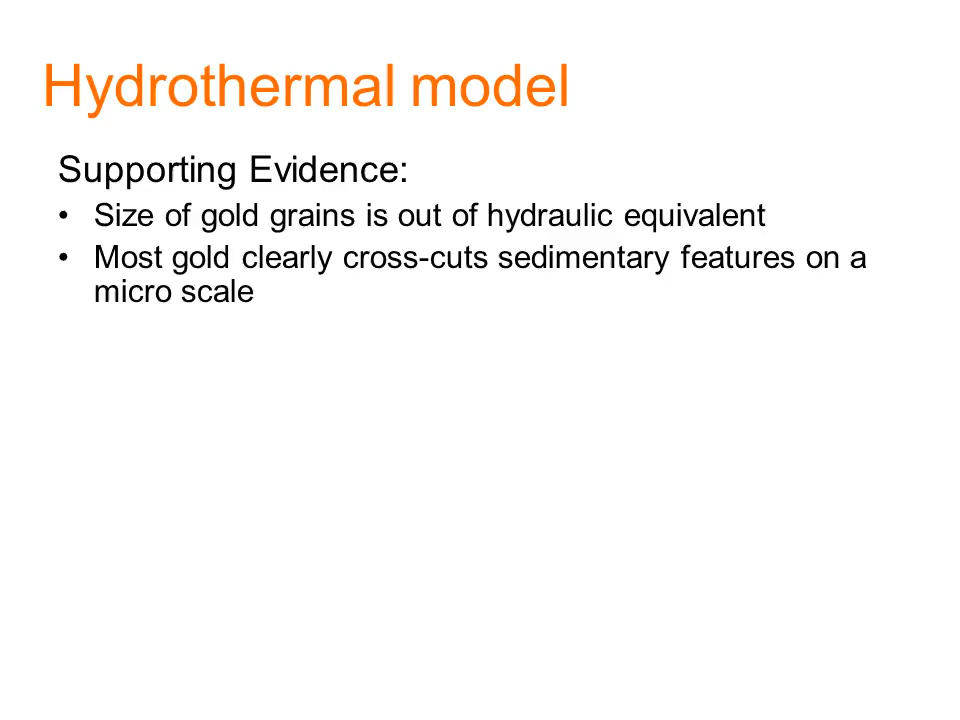 Hydrothermal model
Supporting Evidence:
• Size of gold grains is out of hydraulic equivalent
• Most gold clearly cross-cuts sedimentary features on a
micro scale